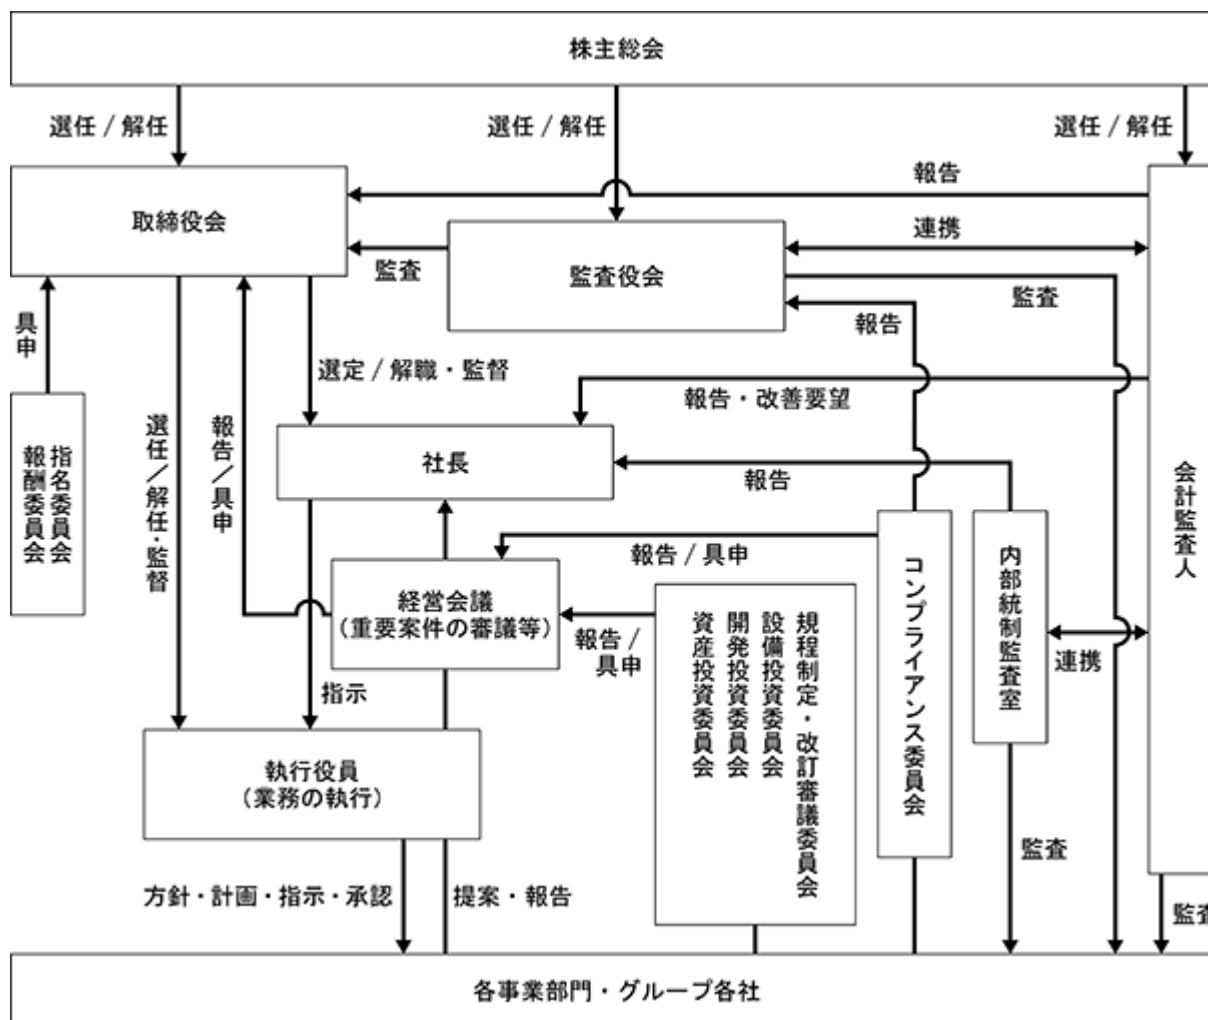 株主総会
選任 / 解任
選任 / 解任
選任 / 解任
報告
取締役会
連携
監査
監査役会
監査
報告
具申
選定 / 解職・監督
報告・改善要望
指名委員会
報酬委員会
選任／解任・監督
報告／具申
社長
報告
会計監査人
報告 / 具申
コンプライアンス委員会
内部統制監査室
経営会議
(重要案件の審議等)
報告 /
具申
規程制定・改訂審議委員会
設備投資委員会
開発投資委員会
資産投資委員会
連携
指示
執行役員
(業務の執行)
監査
方針・計画・指示・承認
提案・報告
監査
各事業部門・グループ各社